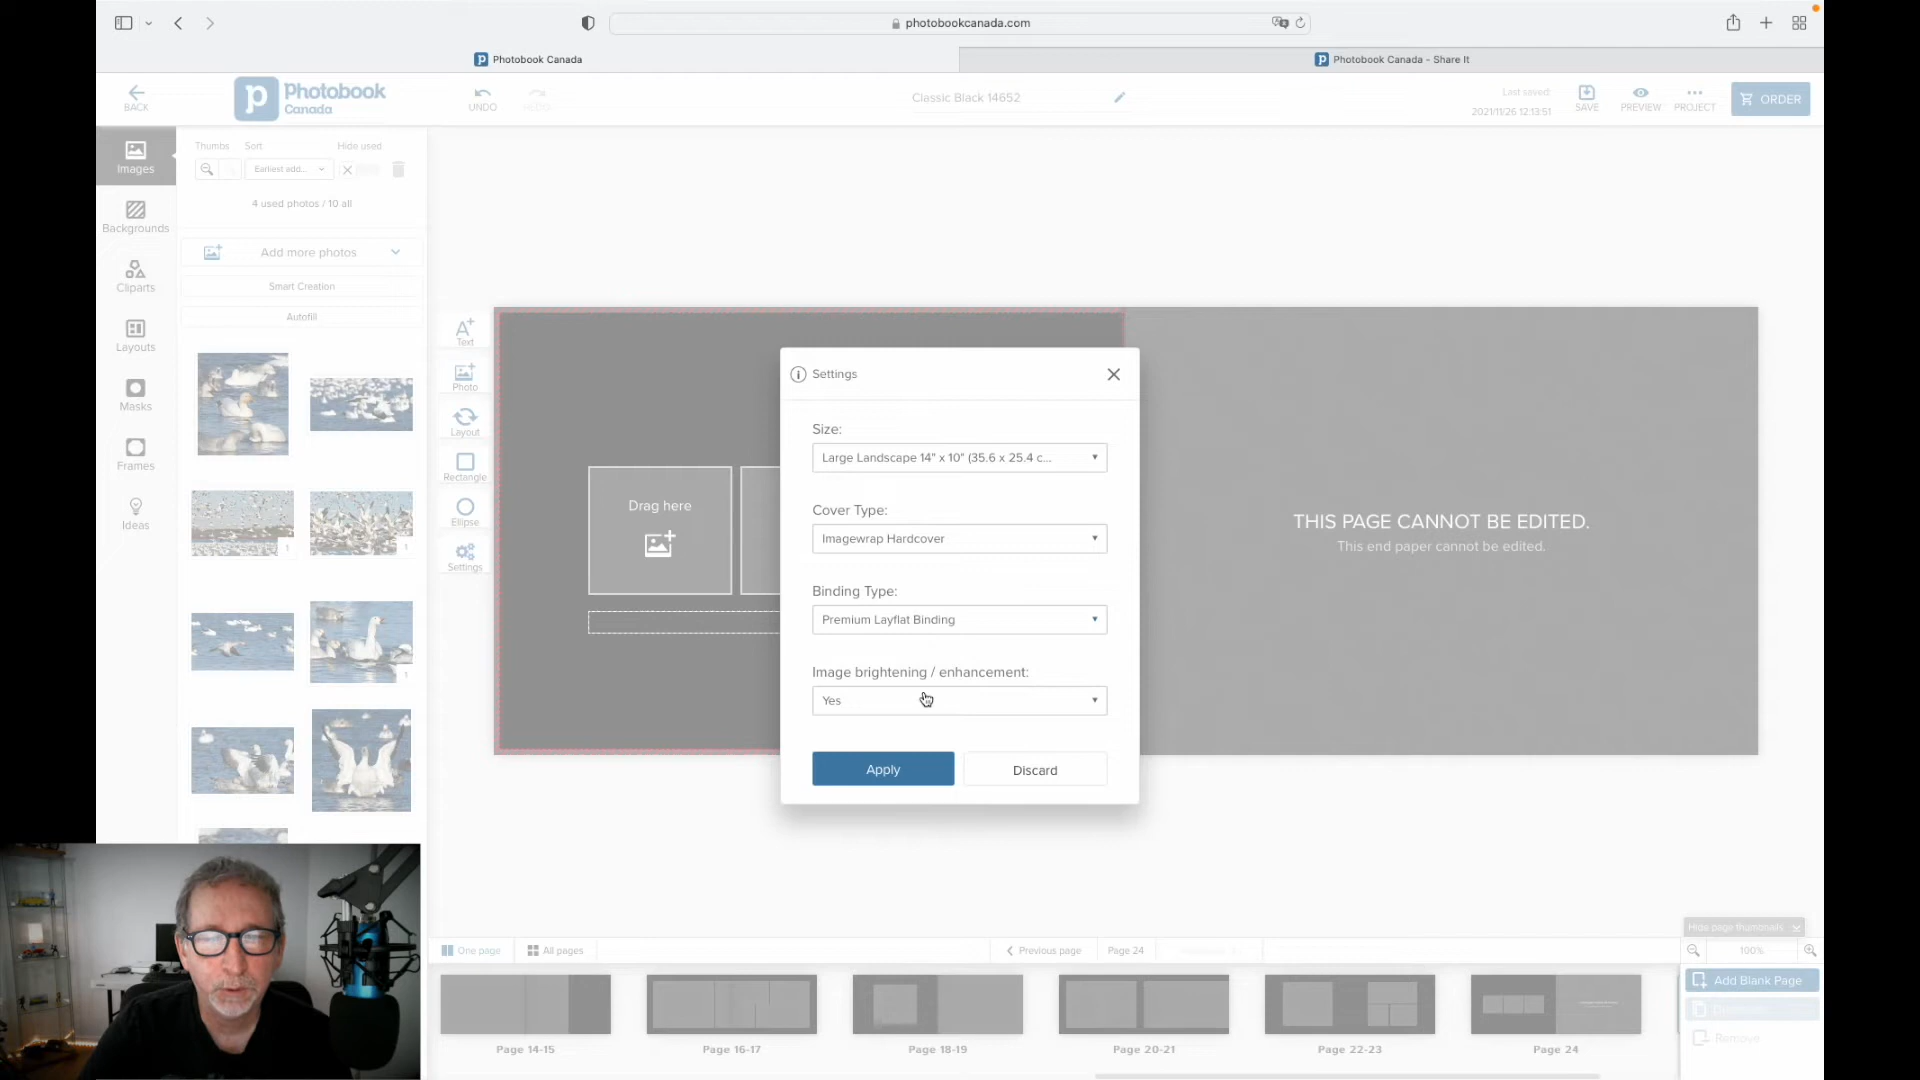 photobookcanada.com
Photobook Canada
Photobook Canada - Share It
BACK
Photobook
Canada
UNDO
REDO
Classic Black 14652
Last saved:
2021/11/26 12:13:51
SAVE
PREVIEW
PROJECT
ORDER
Images
Backgrounds
Cliparts
Layouts
Masks
Frames
Ideas
Thumbs
Sort
Hide used
Earliest add...
4 used photos / 10 all
Add more photos
Smart Creation
Autofill
1
1
1
Text
Photo
Layout
Rectangle
Ellipse
Settings
Drag here
THIS PAGE CANNOT BE EDITED.
This end paper cannot be edited.
Settings
Size:
Large Landscape 14" x 10" (35.6 x 25.4 c...
Cover Type:
Imagewrap Hardcover
Binding Type:
Premium Layflat Binding
Image brightening / enhancement:
Yes
Apply
Discard
Hide page thumbnails
One page
All pages
Previous page
Page 24
100%
Add Blank Page
Remove
Page 14-15
Page 16-17
Page 18-19
Page 20-21
Page 22-23
Page 24